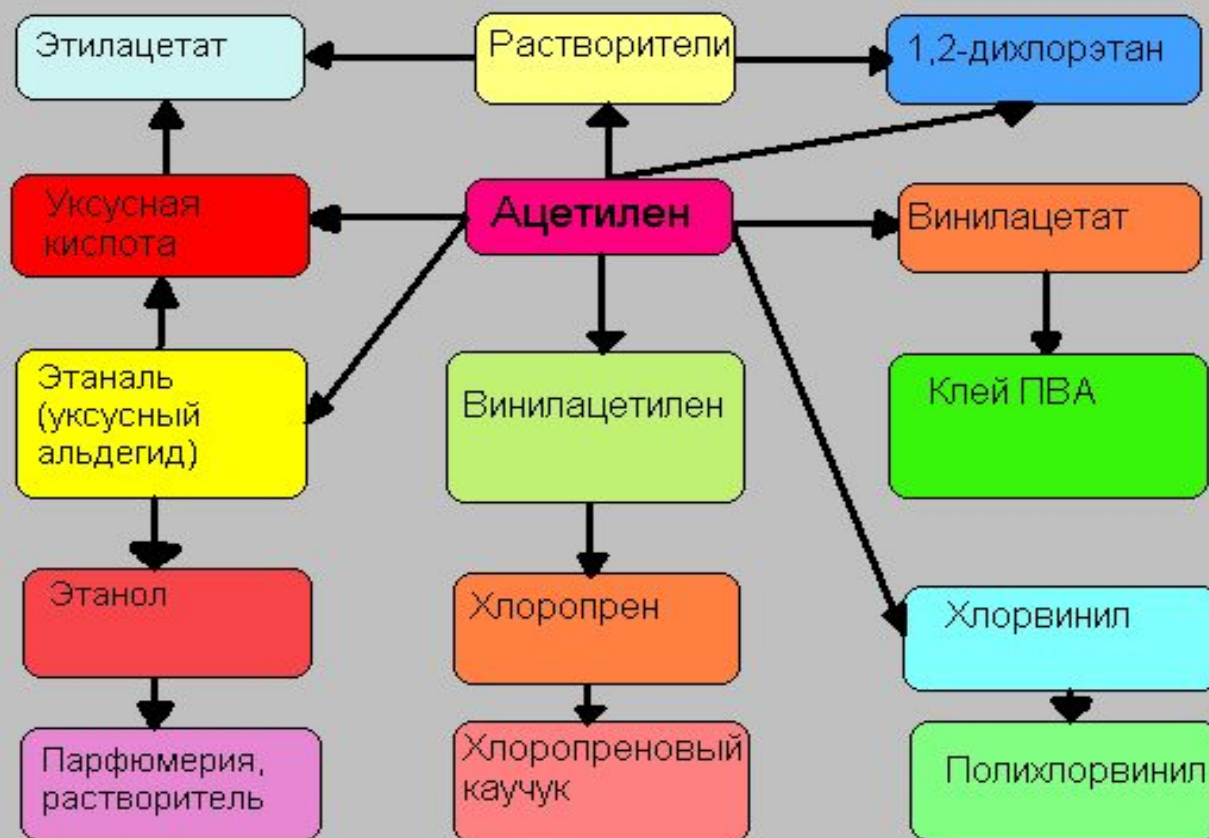 Этилацетат
Растворители
1,2-дихлорэтан
Уксусная
кислота
Ацетилен
Винилацетат
Этаналь
(уксусный
альдегид)
Винилацетилен
Клей ПВА
Этанол
Хлоропрен
Хлорвинил
Парфюмерия,
растворитель
Хлоропреновый
каучук
Полихлорвинил